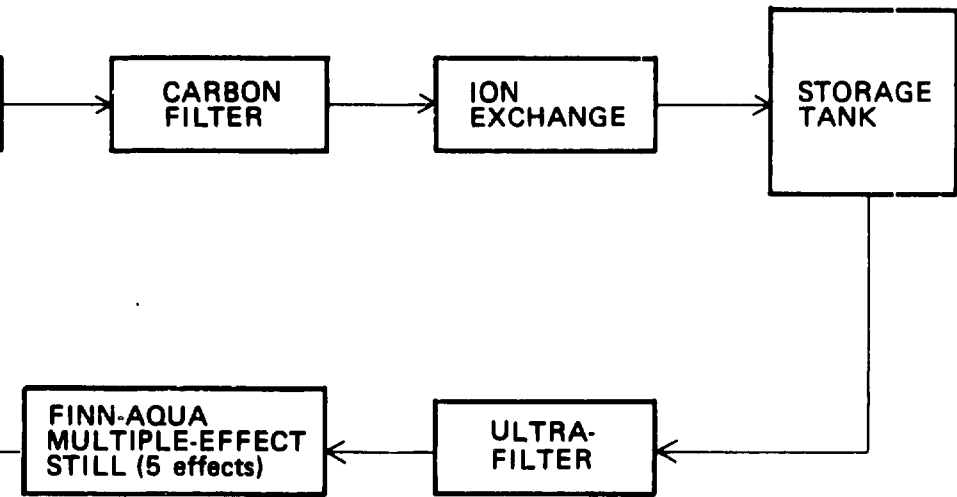 CARBON
FILTER
ION
EXCHANGE
STORAGE
TANK
FINN-AQUA
MULTIPLE-EFFECT
STILL (5 effects)
ULTRA-
FILTER